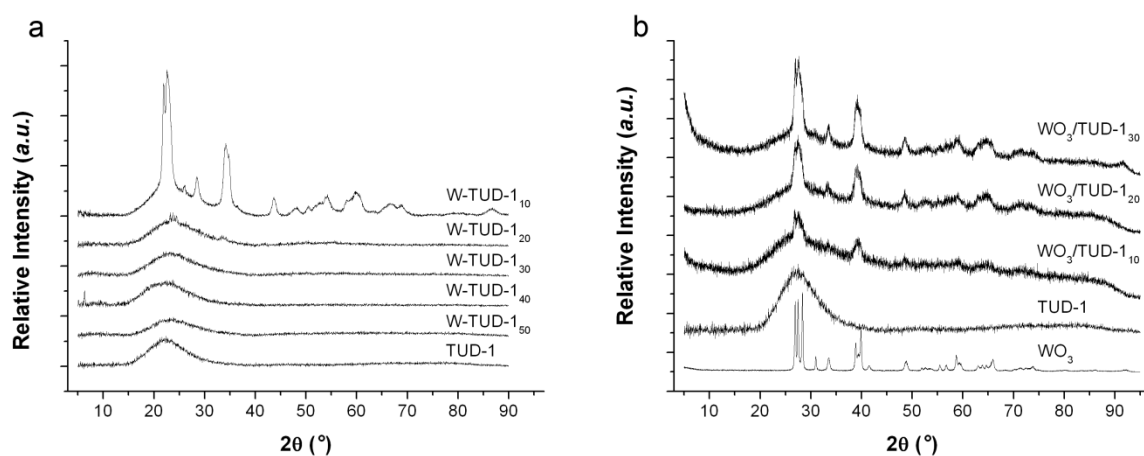 a
Relative Intensity (a.u.)
W-TUD-1₁₀
W-TUD-1₂₀
W-TUD-1₃₀
W-TUD-1₄₀
W-TUD-1₅₀
TUD-1
10 20 30 40 50 60 70 80 90
2θ (°)
b
Relative Intensity (a.u.)
WO₃/TUD-1₃₀
WO₃/TUD-1₂₀
WO₃/TUD-1₁₀
TUD-1
WO₃
10 20 30 40 50 60 70 80 90
2θ (°)